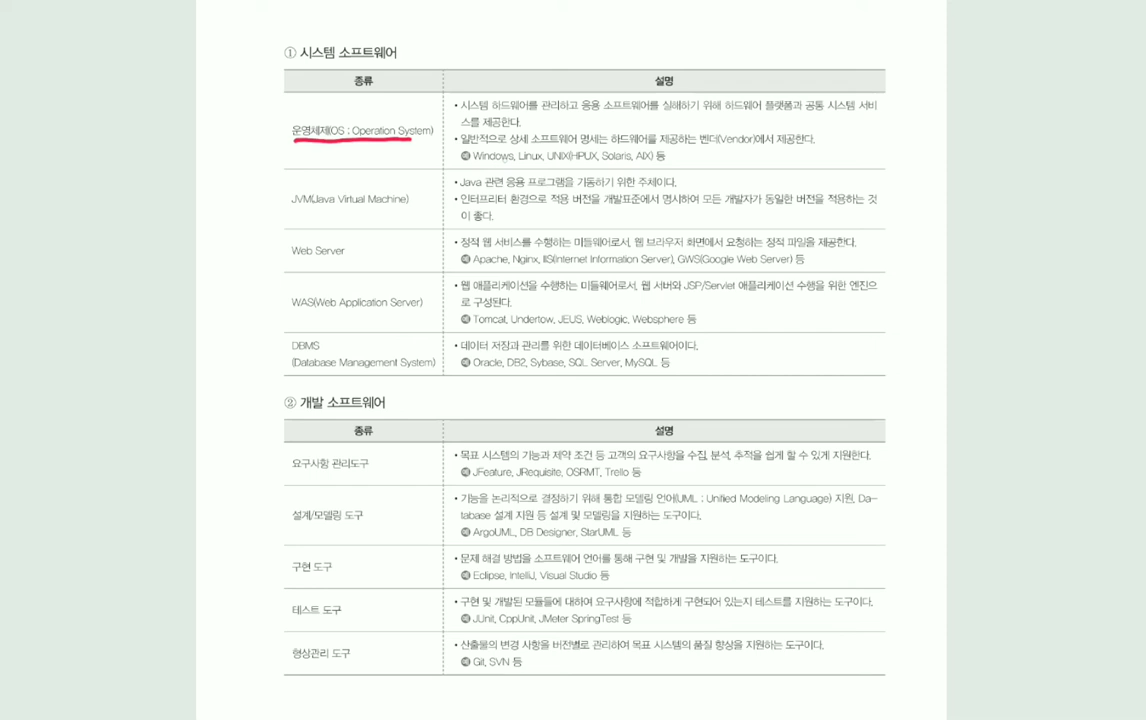 ① 시스템 소프트웨어
종류 설명
운영체제(OS ; Operation System)
• 시스템 하드웨어를 관리하고 응용 소프트웨어를 실행하기 위해 하드웨어 플랫폼과 공통 시스템 서비
스를 제공한다.
• 일반적으로 상세 소프트웨어 명세는 하드웨어를 제공하는 벤더(Vendor)에서 제공한다.
예 Windows, Linux, UNIX(HPUX, Solaris, AIX) 등
JVM(Java Virtual Machine)
• Java 관련 응용 프로그램을 기동하기 위한 주체이다.
• 인터프리터 환경으로 적용 버전을 개발표준에서 명시하여 모든 개발자가 동일한 버전을 적용하는 것
이 좋다.
Web Server
• 정적 웹 서비스를 수행하는 미들웨어로서, 웹 브라우저 화면에서 요청하는 정적 파일을 제공한다.
예 Apache, Nginx, IIS(Internet Information Server), GWS(Google Web Server) 등
WAS(Web Application Server)
• 웹 애플리케이션을 수행하는 미들웨어로서, 웹 서버와 JSP/Servlet 애플리케이션 수행을 위한 엔진으
로 구성된다.
예 Tomcat, Undertow, JEUS, Weblogic, Websphere 등
DBMS
(Database Management System)
• 데이터 저장과 관리를 위한 데이터베이스 소프트웨어이다.
예 Oracle, DB2, Sybase, SQL Server, MySQL 등
② 개발 소프트웨어
종류 설명
요구사항 관리도구
• 목표 시스템의 기능과 제약 조건 등 고객의 요구사항을 수집, 분석, 추적을 쉽게 할 수 있게 지원한다.
예 JFeature, JRequisite, OSRMT, Trello 등
설계/모델링 도구
• 기능을 논리적으로 결정하기 위해 통합 모델링 언어(UML ; Unified Modeling Language) 지원, Da-
tabase 설계 지원 등 설계 및 모델링을 지원하는 도구이다.
예 ArgoUML, DB Designer, StarUML 등
구현 도구
• 문제 해결 방법을 소프트웨어 언어를 통해 구현 및 개발을 지원하는 도구이다.
예 Eclipse, IntelliJ, Visual Studio 등
테스트 도구
• 구현 및 개발된 모듈들에 대하여 요구사항에 적합하게 구현되어 있는지 테스트를 지원하는 도구이다.
예 JUnit, CppUnit, JMeter SpringTest 등
형상관리 도구
• 산출물의 변경 사항을 버전별로 관리하여 목표 시스템의 품질 향상을 지원하는 도구이다.
예 Git, SVN 등